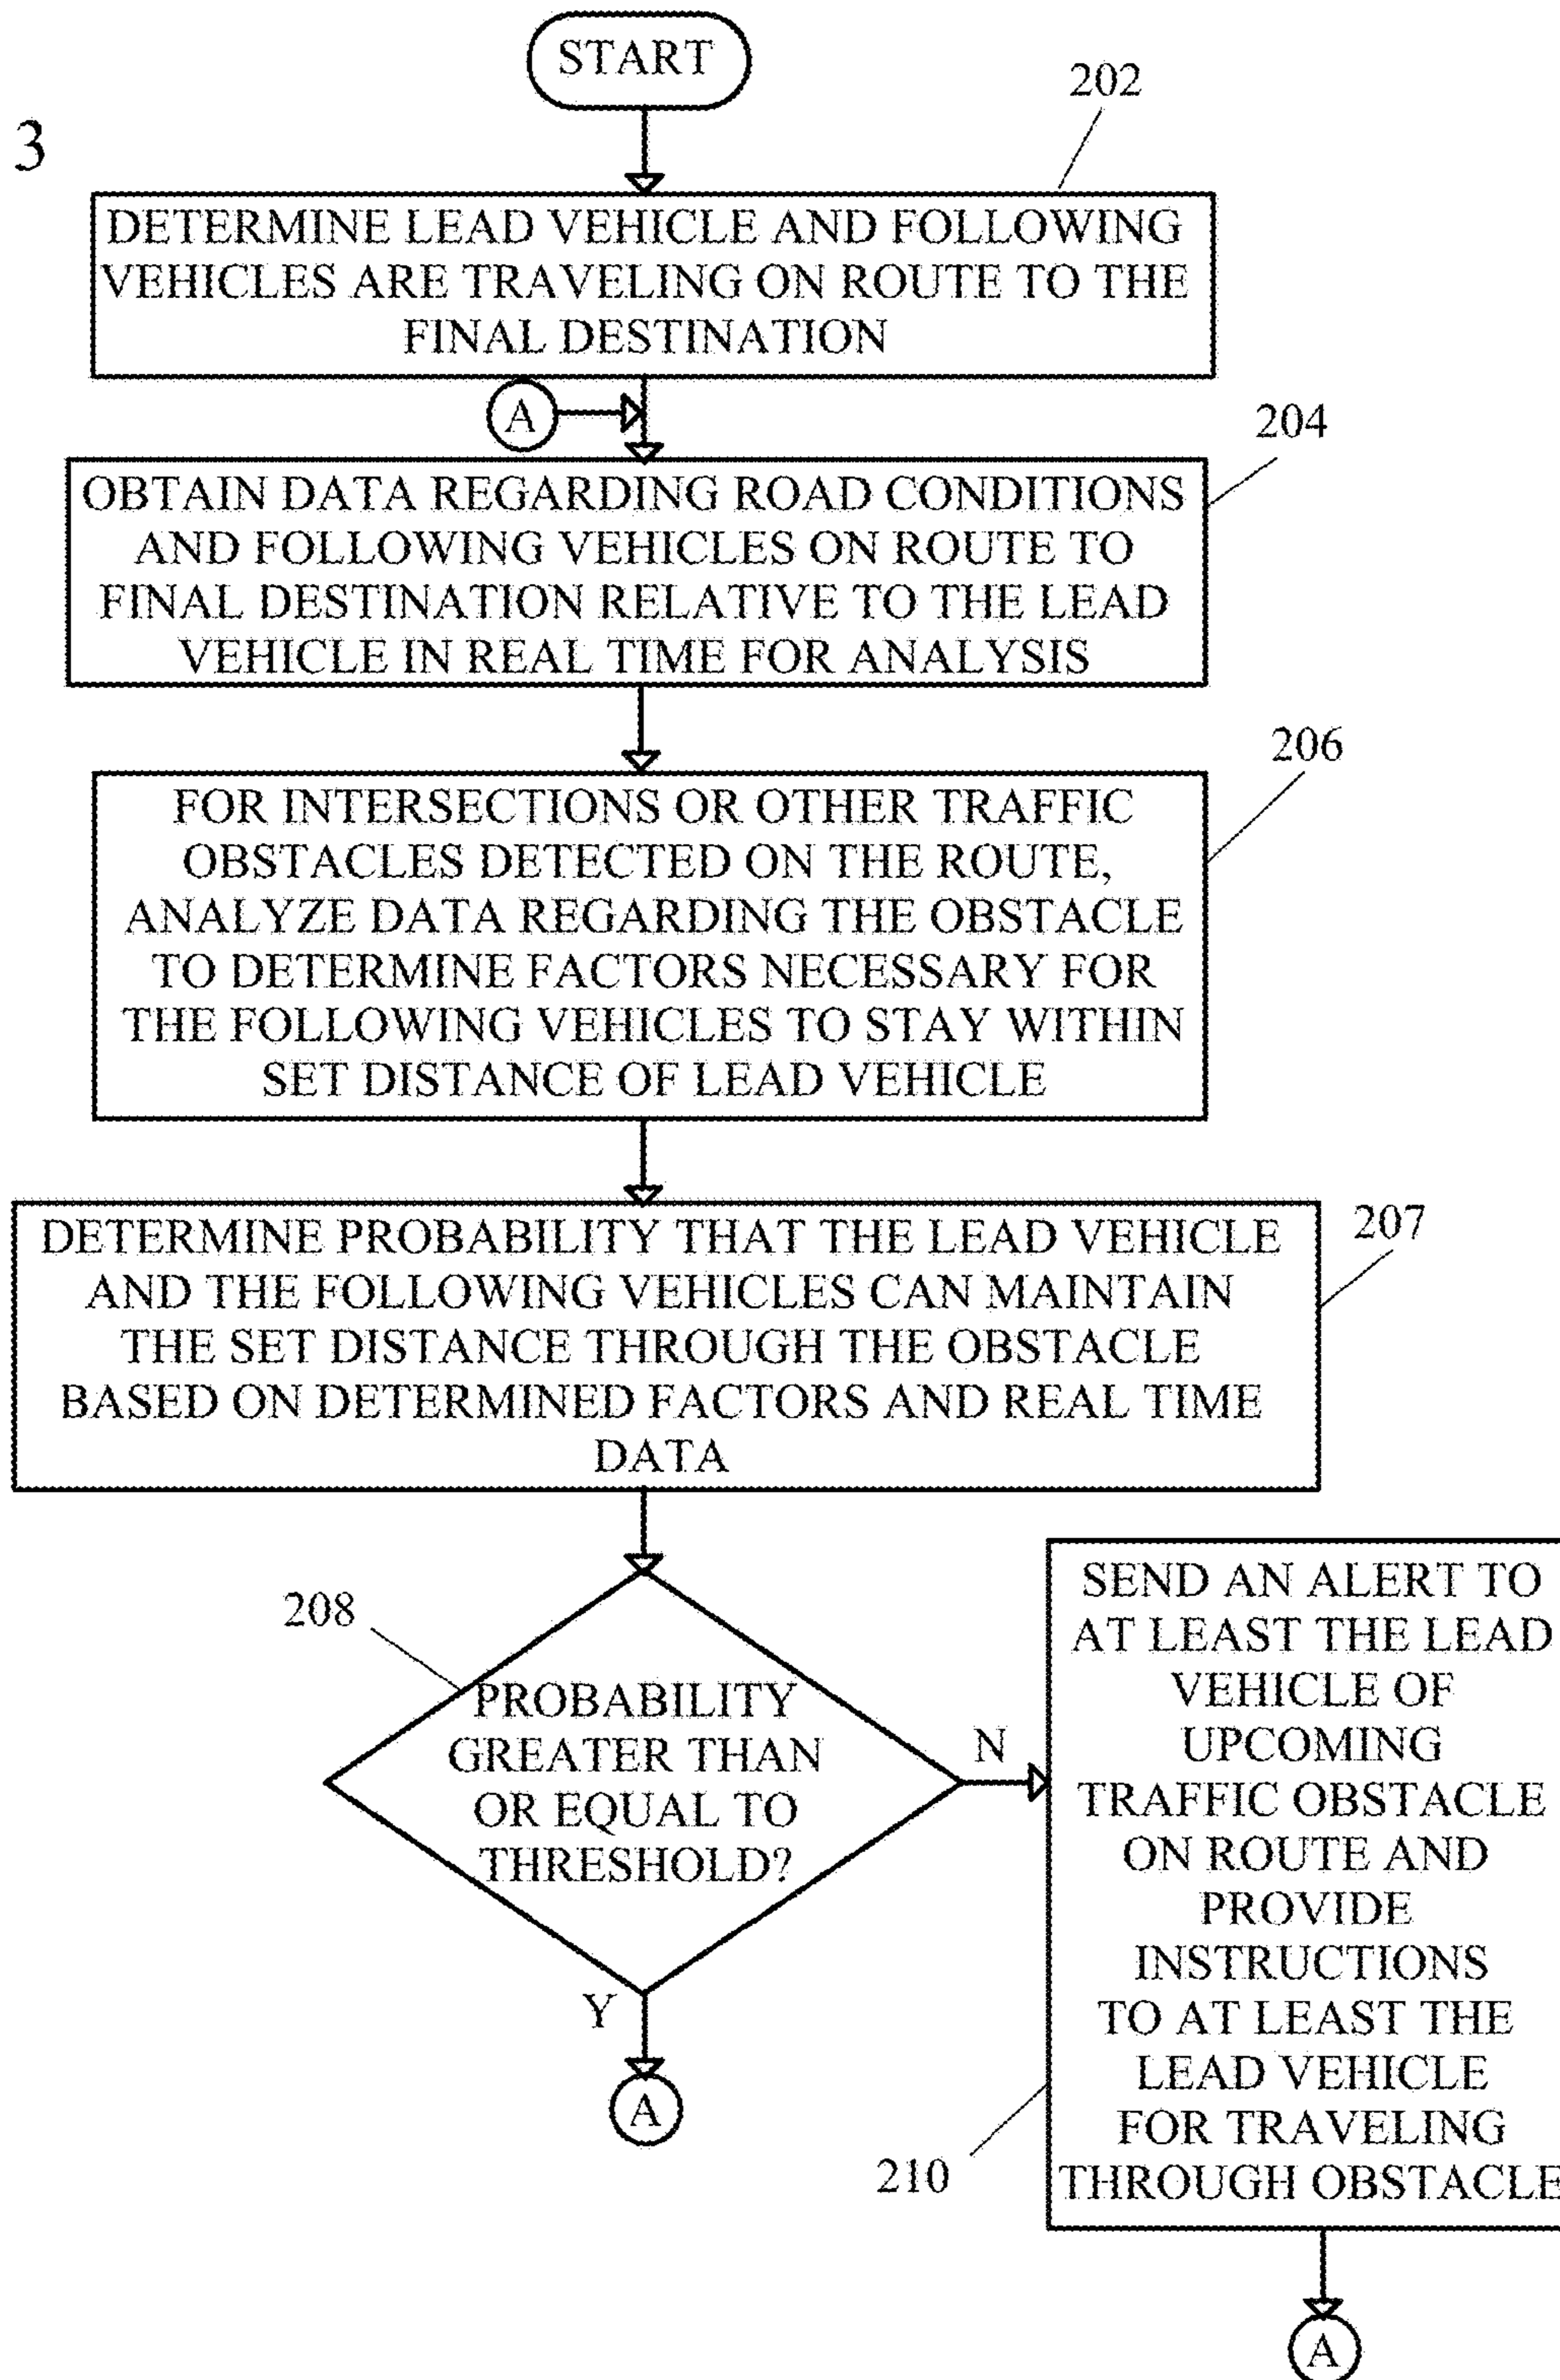 START
202
3
DETERMINE LEAD VEHICLE AND FOLLOWING
VEHICLES ARE TRAVELING ON ROUTE TO THE
FINAL DESTINATION
A
204
OBTAIN DATA REGARDING ROAD CONDITIONS
AND FOLLOWING VEHICLES ON ROUTE TO
FINAL DESTINATION RELATIVE TO THE LEAD
VEHICLE IN REAL TIME FOR ANALYSIS
206
FOR INTERSECTIONS OR OTHER TRAFFIC
OBSTACLES DETECTED ON THE ROUTE,
ANALYZE DATA REGARDING THE OBSTACLE
TO DETERMINE FACTORS NECESSARY FOR
THE FOLLOWING VEHICLES TO STAY WITHIN
SET DISTANCE OF LEAD VEHICLE
207
DETERMINE PROBABILITY THAT THE LEAD VEHICLE
AND THE FOLLOWING VEHICLES CAN MAINTAIN
THE SET DISTANCE THROUGH THE OBSTACLE
BASED ON DETERMINED FACTORS AND REAL TIME
DATA
208
PROBABILITY
GREATER THAN
OR EQUAL TO
THRESHOLD?
N
Y
A
SEND AN ALERT TO
AT LEAST THE LEAD
VEHICLE OF
UPCOMING
TRAFFIC OBSTACLE
ON ROUTE AND
PROVIDE
INSTRUCTIONS
TO AT LEAST THE
LEAD VEHICLE
FOR TRAVELING
THROUGH OBSTACLE
210
A